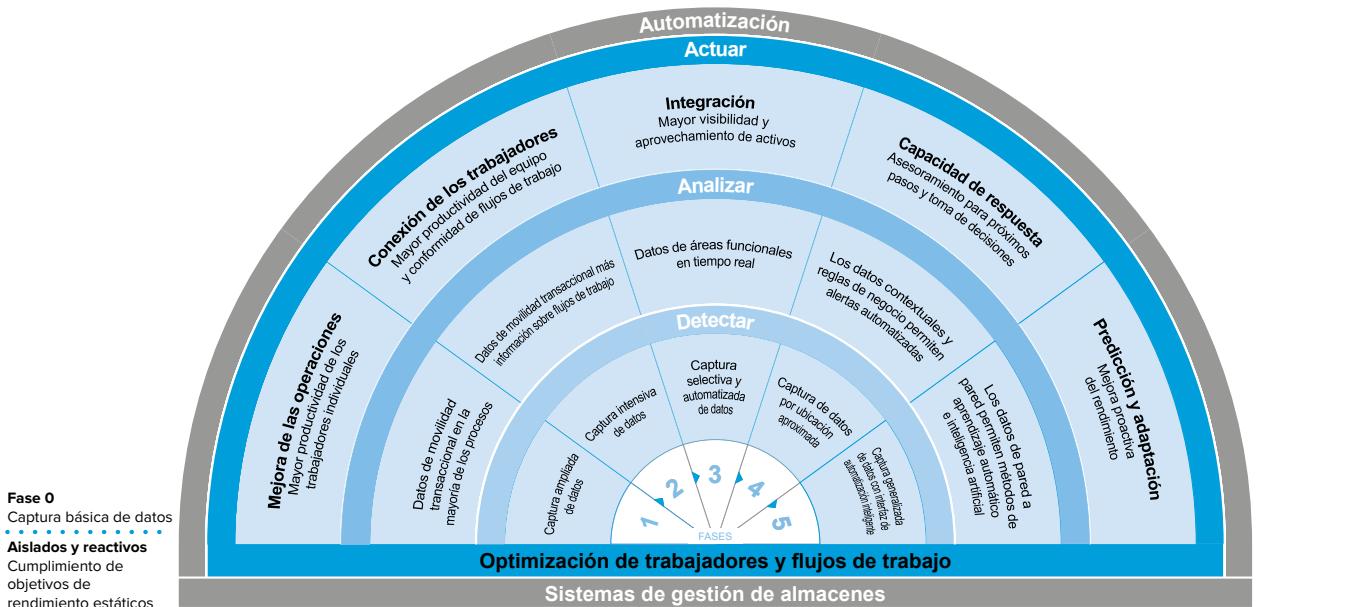 Automatización
Actuar
Mejora de las operaciones
Mayor productividad de los
trabajadores individuales
Conexión de los trabajadores
Mayor productividad del equipo
y conformidad de flujos de trabajo
Integración
Mayor visibilidad y
aprovechamiento de activos
Capacidad de respuesta
Asesoramiento para próximos
pasos y toma de decisiones
Predicción y adaptación
Mejora proactiva
del rendimiento
Analizar
Datos de movilidad
transaccional en la
mayoría de los procesos
Datos de movilidad transaccional más
información sobre flujos de trabajo
Datos de áreas funcionales
en tiempo real
Los datos contextuales y
reglas de negocio permiten
alertas automatizadas
Los datos de pared a
pared permiten métodos de
aprendizaje automático
e inteligencia artificial
Detectar
Captura ampliada
de datos
Captura intensiva
de datos
Captura
selectiva y
automatizada
de datos
Captura de datos
por ubicación
aproximada
Captura generalizada
de datos con interfaz de
automatización inteligente
1
2
3
4
5
FASES
Fase 0
Captura básica de datos
Aislados y reactivos
Cumplimiento de
objetivos de
rendimiento estáticos
Optimización de trabajadores y flujos de trabajo
Sistemas de gestión de almacenes